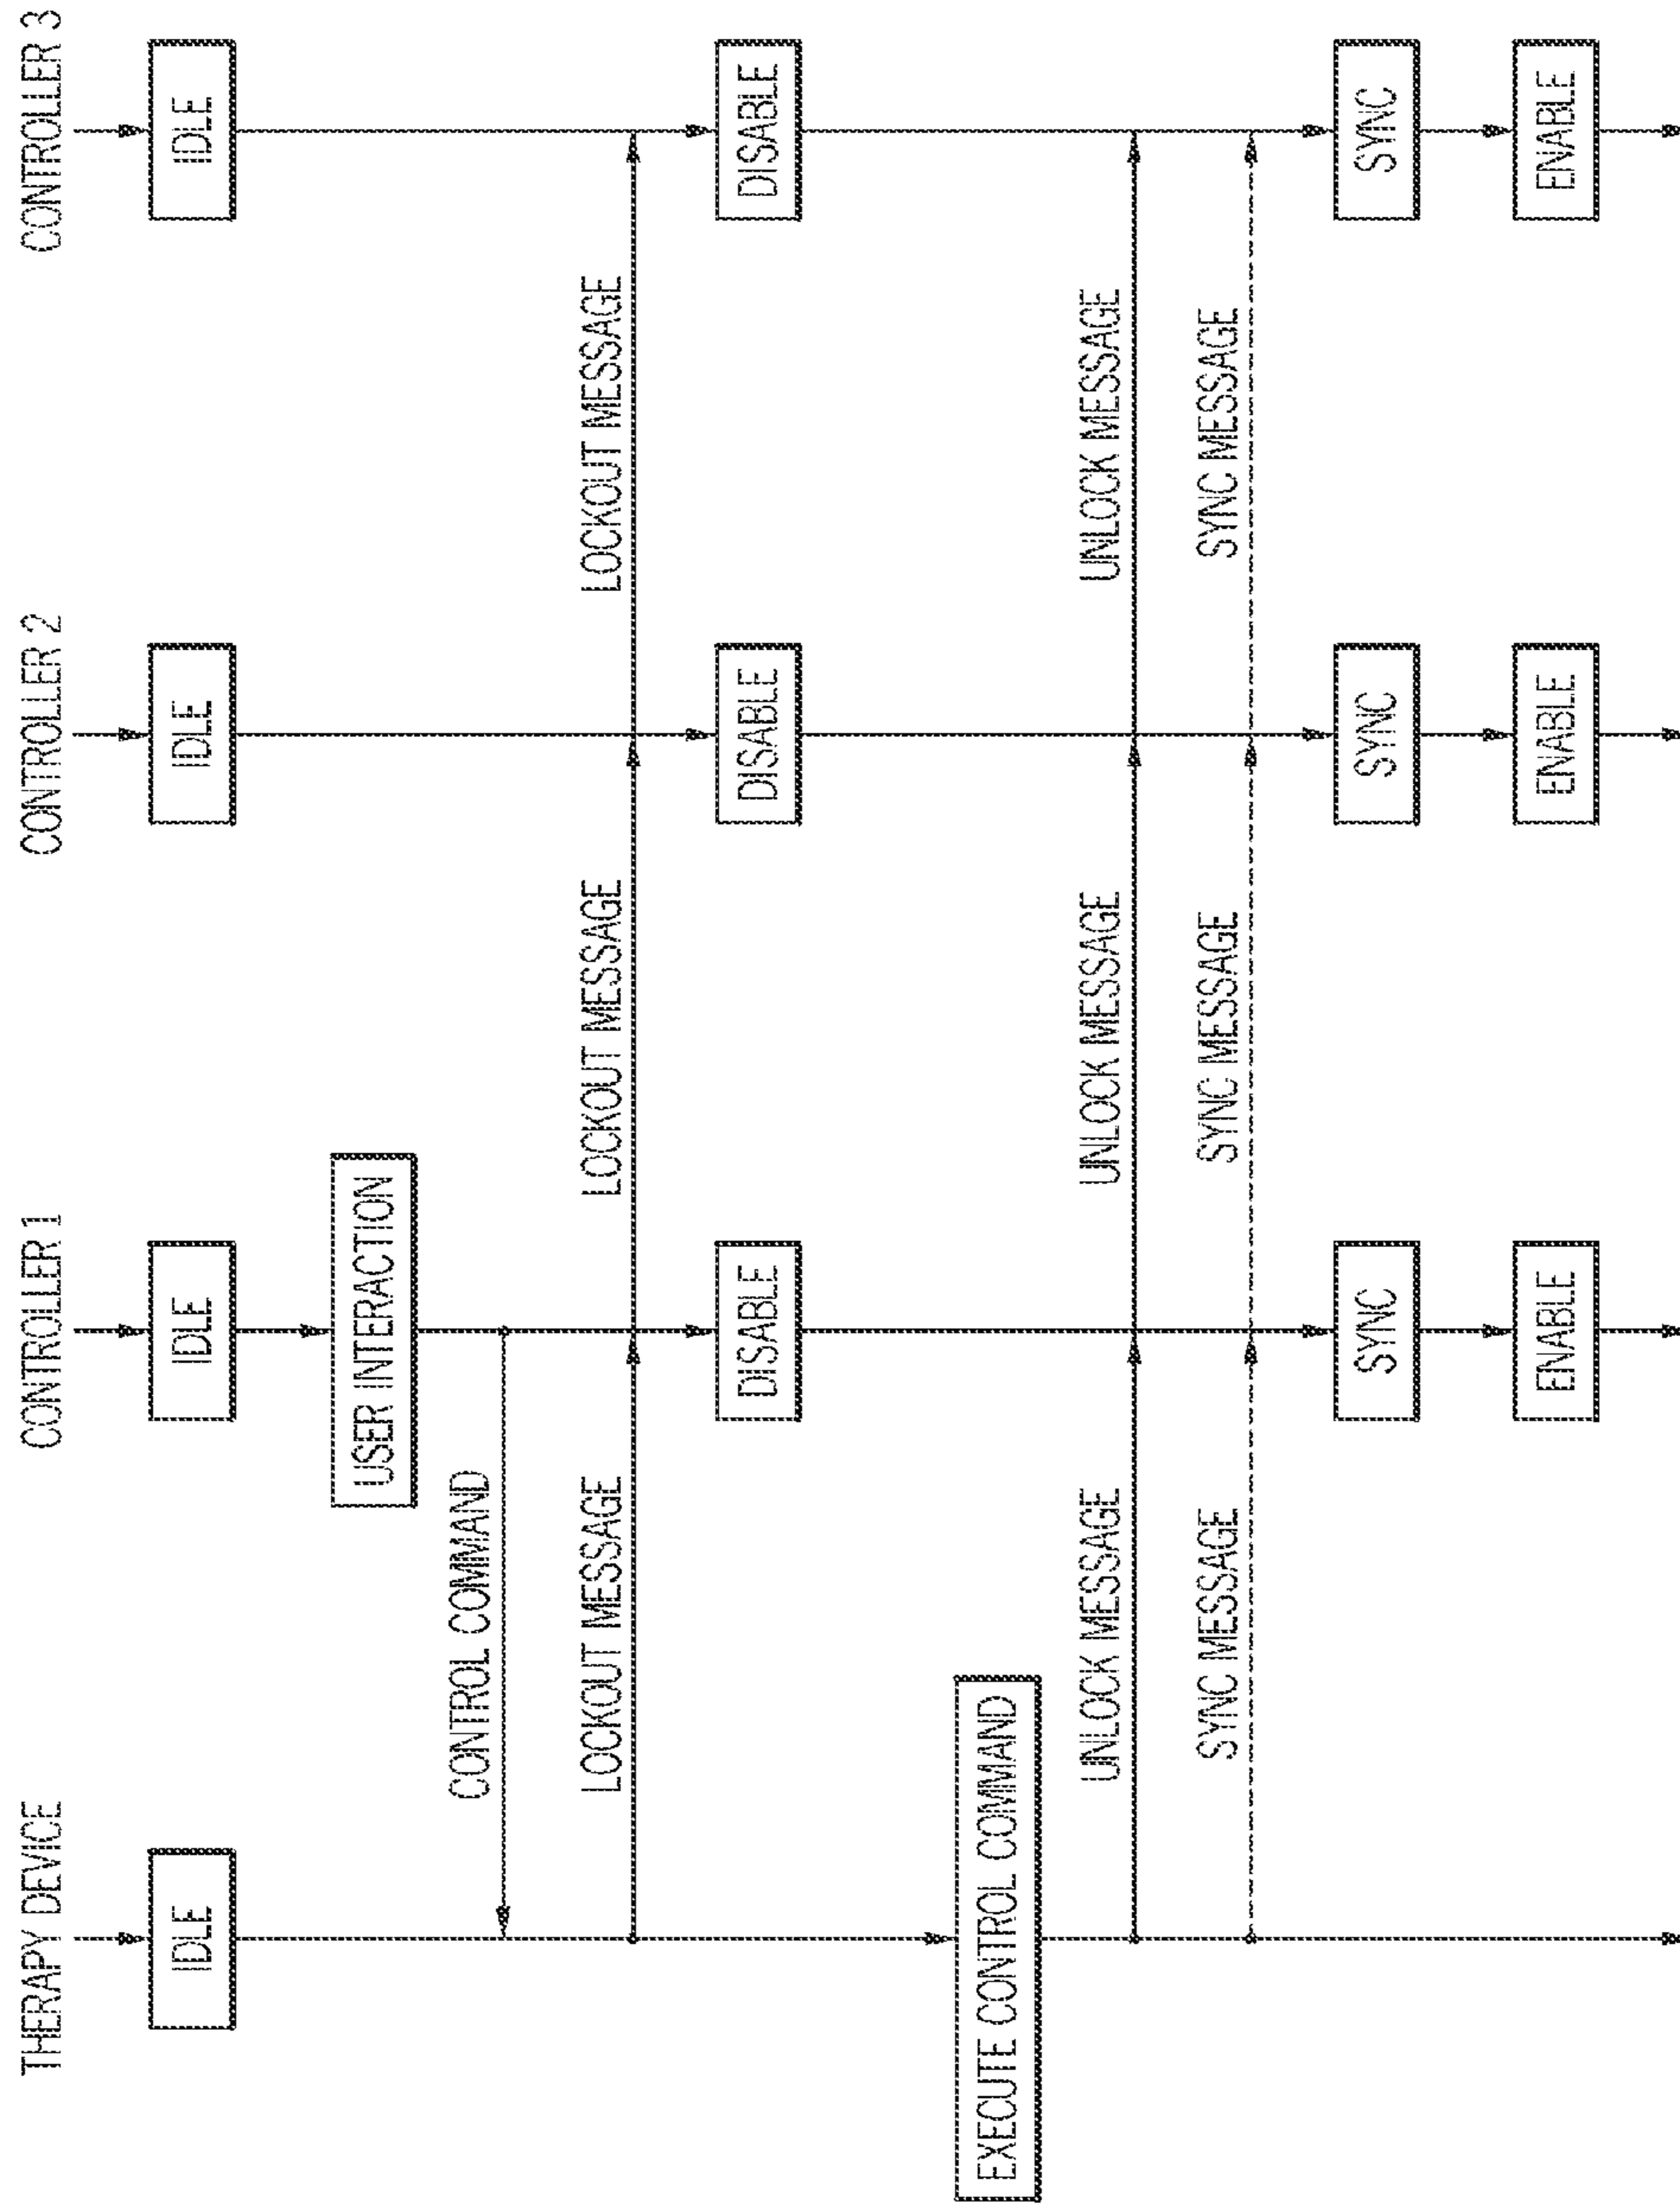 THERAPY DEVICE
CONTROLLER 1
CONTROLLER 2
CONTROLLER 3
IDLE
IDLE
IDLE
IDLE
USER INTERACTION
CONTROL COMMAND
LOCKOUT MESSAGE
LOCKOUT MESSAGE
LOCKOUT MESSAGE
DISABLE
DISABLE
DISABLE
EXECUTE CONTROL COMMAND
UNLOCK MESSAGE
UNLOCK MESSAGE
UNLOCK MESSAGE
SYNC MESSAGE
SYNC MESSAGE
SYNC MESSAGE
SYNC
SYNC
SYNC
ENABLE
ENABLE
ENABLE